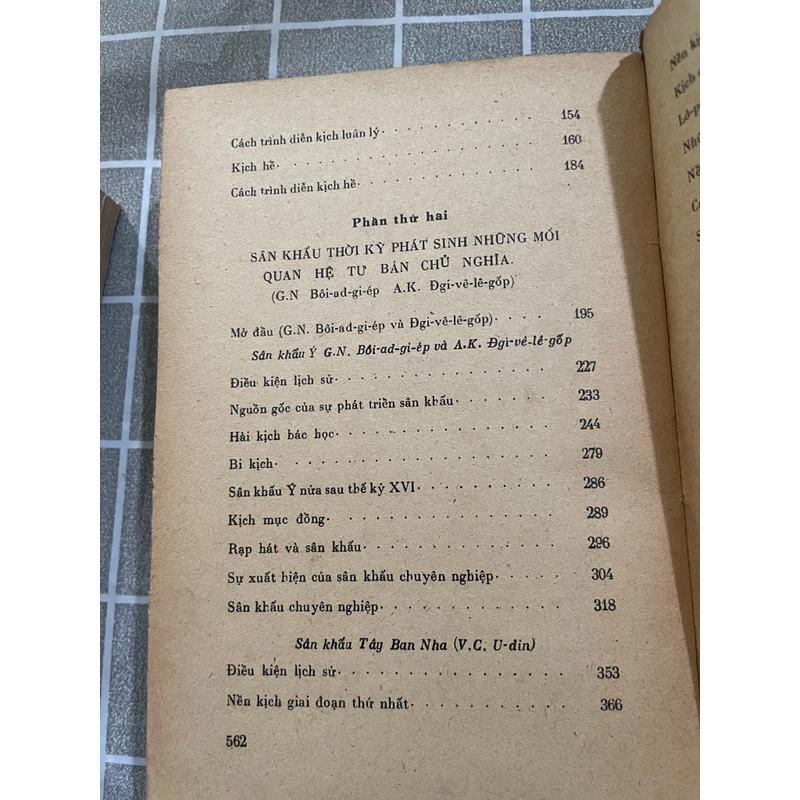 Cách trình diễn kịch luân lý 154
Kịch hề 160
Cách trình diễn kịch hề 184
Phần thứ hai
SÂN KHẤU THỜI KỲ PHÁT SINH NHỮNG MỐI
QUAN HỆ TƯ BẢN CHỦ NGHĨA.
(G.N Bôi-ad-gi-ép A.K. Đgi-vê-lê-gốp)
Mở đầu (G.N. Bôi-ad-gi-ép và Đgi-vê-lê-gốp) 195
Sân khấu Ý G.N. Bôi-ad-gi-ép và A.K. Đgi-vê-lê-gốp
Điều kiện lịch sử 227
Nguồn gốc của sự phát triển sân khấu 233
Hài kịch bác học 244
Bi kịch 279
Sân khấu Ý nửa sau thế kỷ XVI 286
Kịch mục đồng 289
Rạp hát và sân khấu 296
Sự xuất hiện của sân khấu chuyên nghiệp 304
Sân khấu chuyên nghiệp 318
Sân khấu Tây Ban Nha (V.C. U-din)
Điều kiện lịch sử 353
Nền kịch giai đoạn thứ nhất 366
562
Nền
Kịch